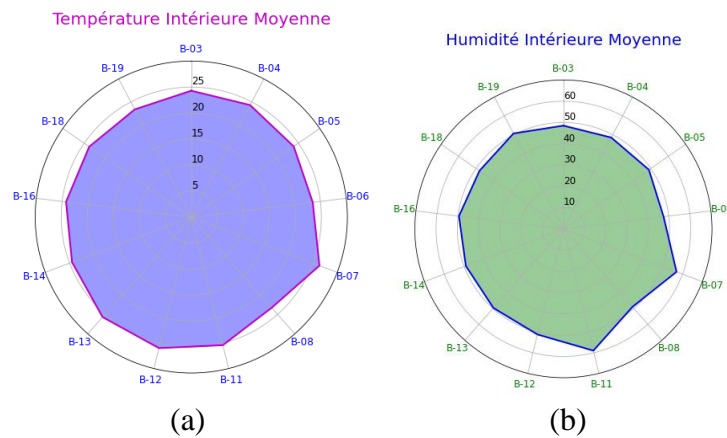 Température Intérieure Moyenne
B-03
B-19
B-04
25
20
B-18
B-05
15
10
5
B-16
B-06
B-14
B-07
B-13
B-08
B-12
B-11
(a)
Humidité Intérieure Moyenne
B-03
B-19
B-04
60
50
B-18
B-05
40
30
20
10
B-16
B-0
B-14
B-07
B-13
B-08
B-12
B-11
(b)